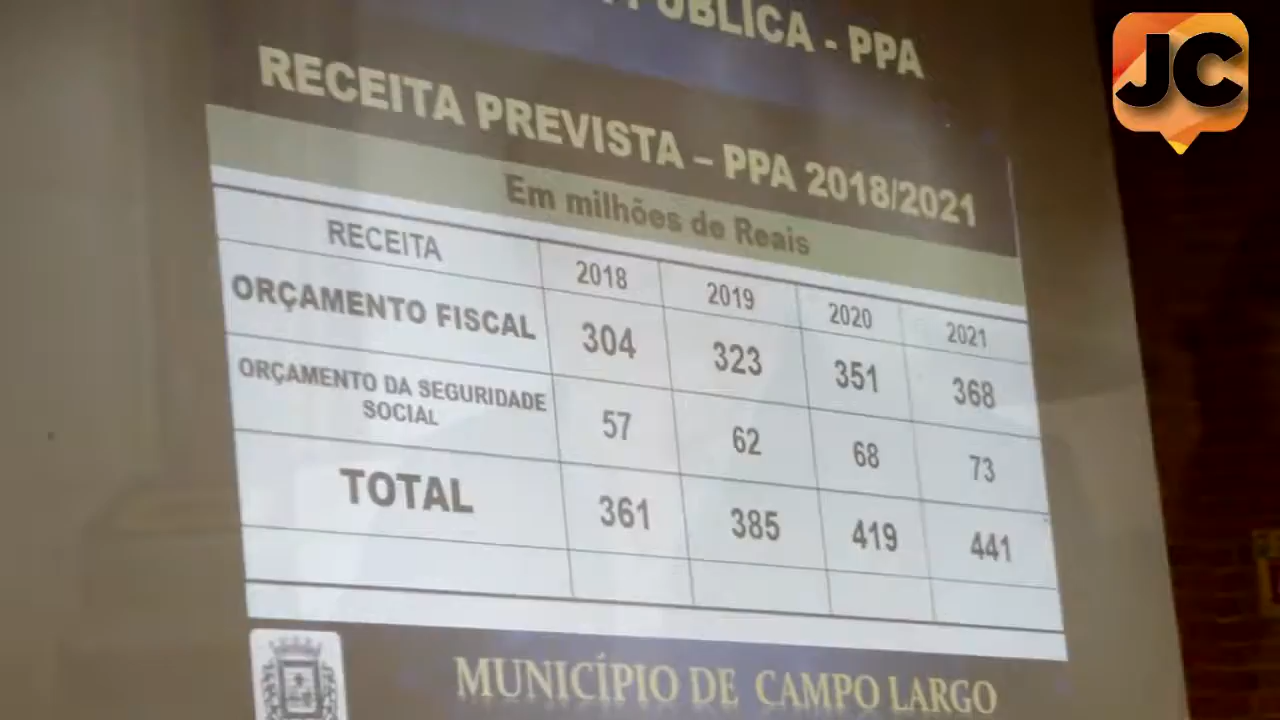 PÚBLICA - PPA
JC
RECEITA PREVISTA – PPA 2018/2021
Em milhões de Reais
RECEITA 2018 2019 2020 2021
ORÇAMENTO FISCAL 304 323 351 368
ORÇAMENTO DA SEGURIDADE
SOCIAL 57 62 68 73
TOTAL 361 385 419 441
MUNICÍPIO DE CAMPO LARGO